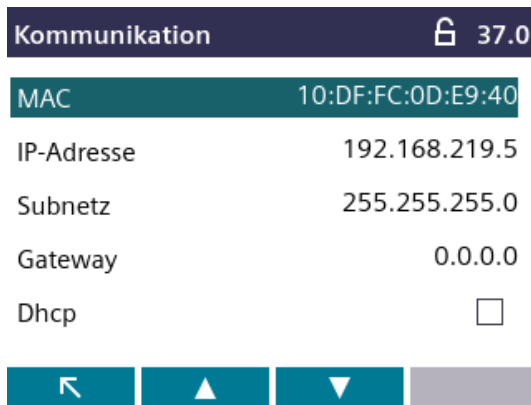 Kommunikation 37.0
MAC 10:DF:FC:0D:E9:40
IP-Adresse 192.168.219.5
Subnetz 255.255.255.0
Gateway 0.0.0.0
Dhcp